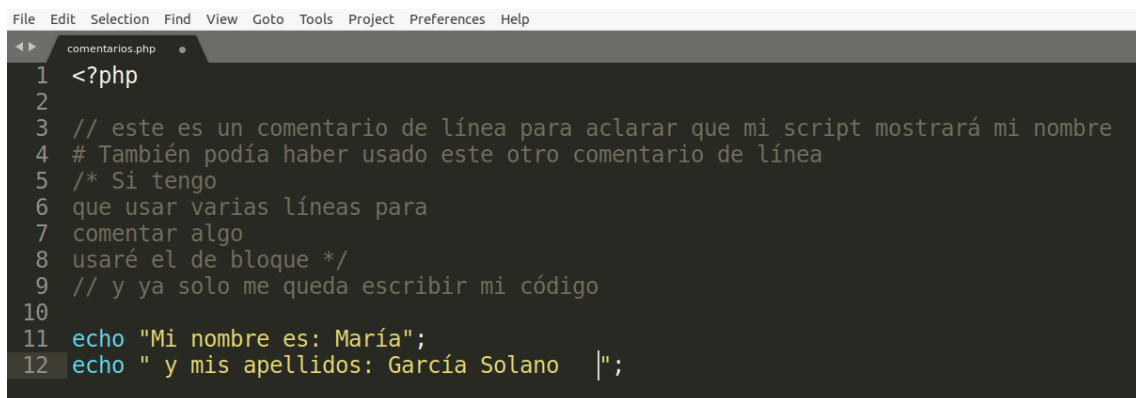 File Edit Selection Find View Goto Tools Project Preferences Help
comentarios.php
1 <?php
2
3 // este es un comentario de línea para aclarar que mi script mostrará mi nombre
4 # También podía haber usado este otro comentario de línea
5 /* Si tengo
6 que usar varias líneas para
7 comentar algo
8 usaré el de bloque */
9 // y ya solo me queda escribir mi código
10
11 echo "Mi nombre es: María";
12 echo " y mis apellidos: García Solano   ";